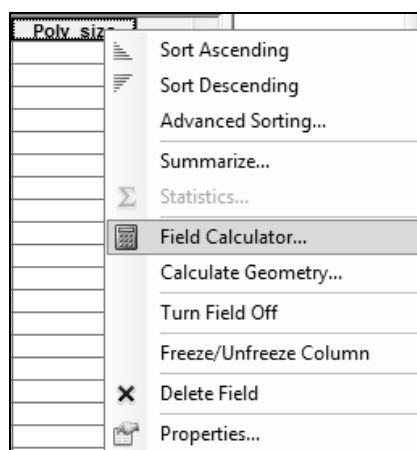 Poly_size
Sort Ascending
Sort Descending
Advanced Sorting...
Summarize...
Σ Statistics...
Field Calculator...
Calculate Geometry...
Turn Field Off
Freeze/Unfreeze Column
Delete Field
Properties...